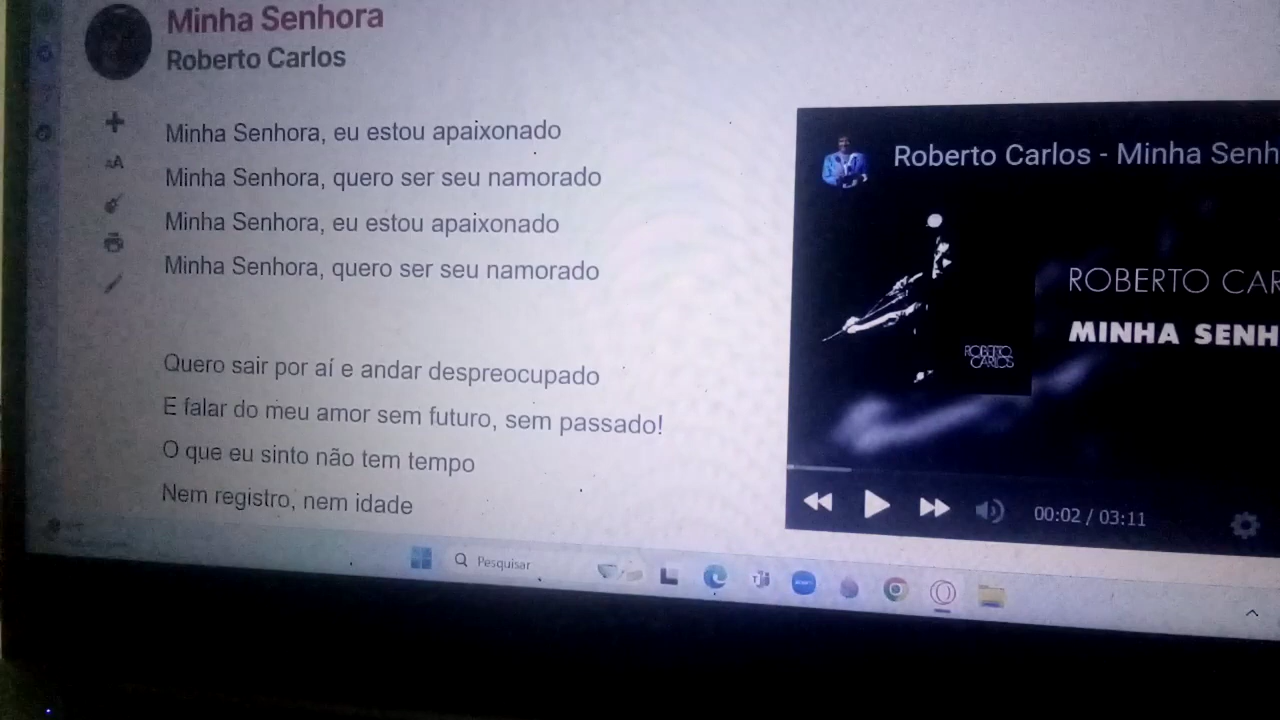 Minha Senhora
Roberto Carlos
Minha Senhora, eu estou apaixonado
Minha Senhora, quero ser seu namorado
Minha Senhora, eu estou apaixonado
Minha Senhora, quero ser seu namorado
Quero sair por aí e andar despreocupado
E falar do meu amor sem futuro, sem passado!
O que eu sinto não tem tempo
Nem registro, nem idade
Roberto Carlos - Minha Senh
ROBERTO CAR
MINHA SENH
ROBERTO
CARLOS
00:02 / 03:11
Pesquisar